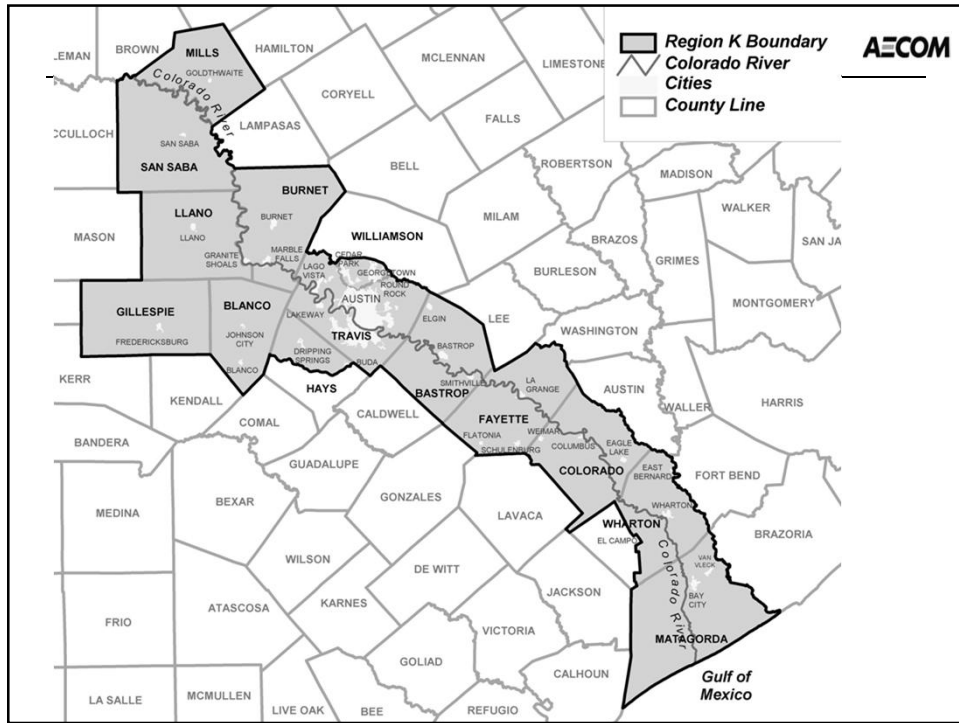 Region K Boundary
Colorado River
Cities
County Line
AECOM
LEMAN
BROWN
MILLS
HAMILTON
GOLDTHWAITE
Colorado River
MCLENNAN
LIMESTONE
CORYELL
CCULLOCH
LAMPASAS
FALLS
SAN SABA
SAN SABA
BELL
ROBERTSON
MADISON
BURNET
LLANO
BURNET
MILAM
WALKER
MASON
LLANO
WILLIAMSON
BRAZOS
SAN JA
GRANITE
SHOALS
MARBLE
FALLS
LAGO
VISTA
CEDAR
PARK
GEORGETOWN
ROUND
ROCK
BURLESON
GRIMES
MONTGOMERY
GILLESPIE
BLANCO
AUSTIN
LAKEWAY
ELGIN
LEE
WASHINGTON
FREDERICKSBURG
JOHNSON
CITY
TRAVIS
BASTROP
DRIPPING
SPRINGS
BUDA
KERR
BLANCO
SMITHVILLE
LA
GRANGE
KENDALL
HAYS
BASTROP
AUSTIN
WALLER
HARRIS
COMAL
CALDWELL
FAYETTE
BANDERA
FLATONIA
WEIMAR
SCHULENBURG
COLUMBUS
EAGLE
LAKE
GUADALUPE
COLORADO
EAST
BERNARD
FORT BEND
MEDINA
BEXAR
GONZALES
LAVACA
WHARTON
WHARTON
EL CAMPO
BRAZORIA
WILSON
DE WITT
Colorado River
VAN
VLECK
BAY
CITY
JACKSON
ATASCOSA
KARNES
FRIO
VICTORIA
MATAGORDA
GOLIAD
CALHOUN
Gulf of
Mexico
LA SALLE
MCMULLEN
LIVE OAK
BEE
REFUGIO